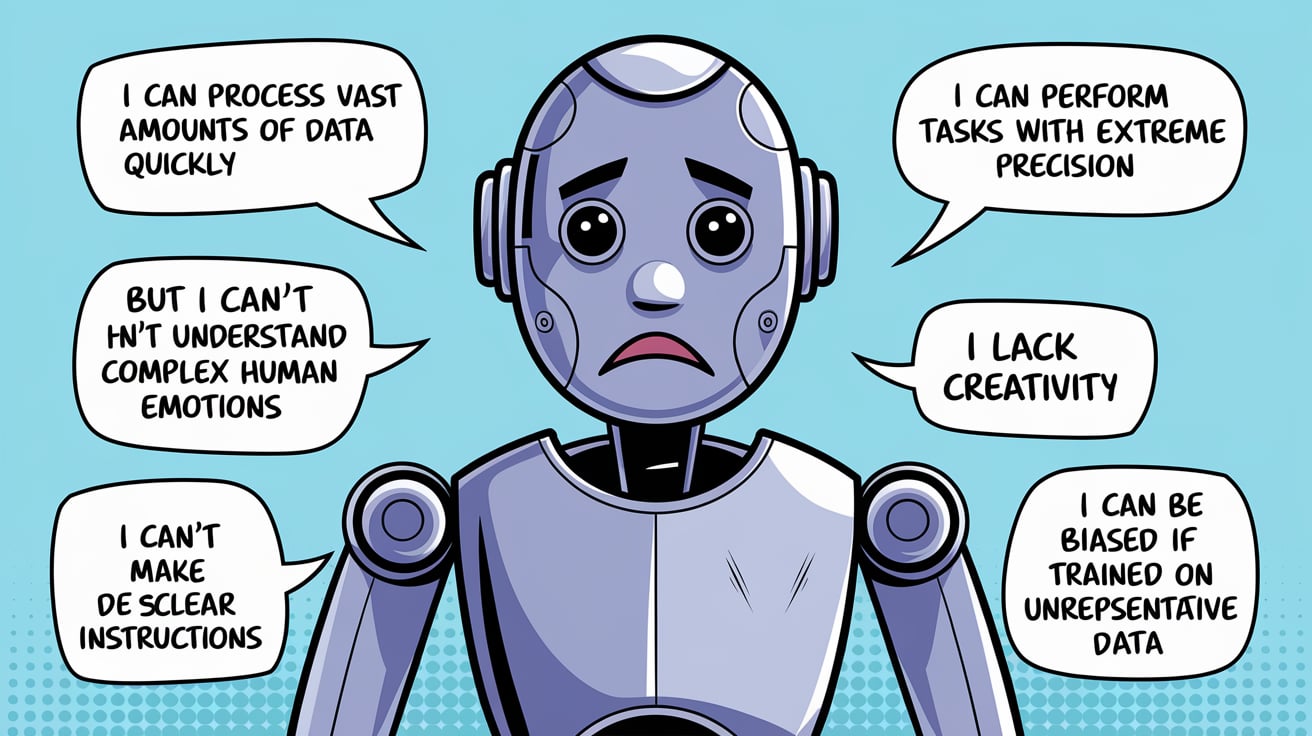 I CAN PROCESS VAST
AMOUNTS OF DATA
QUICKLY
I CAN PERFORM
TASKS WITH EXTREME
PRECISION
BUT I CAN'T
HN'T UNDERSTAND
COMPLEX HUMAN
EMOTIONS
I LACK
CREATIVITY
I CAN'T
MAKE
DE SCLEAR
INSTRUCTIONS
I CAN BE
BIASED IF
TRAINED ON
UNREPSENTATIVE
DATA